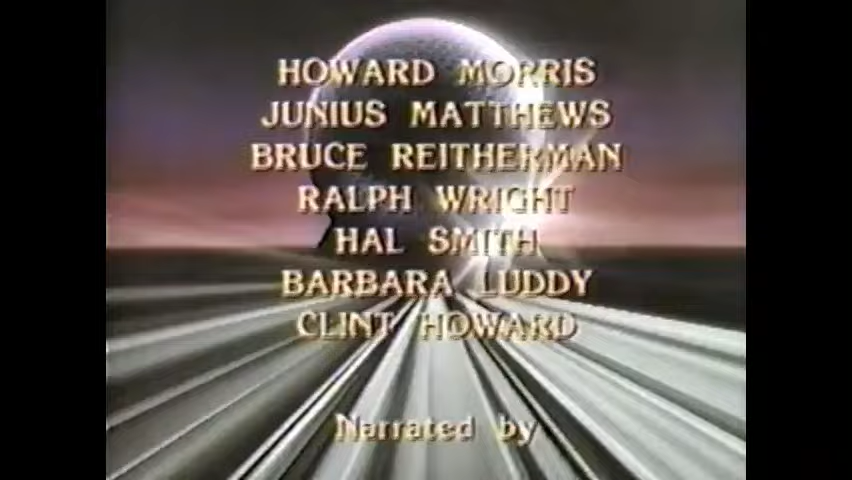 HOWARD MORRIS
JUNIUS MATTHEWS
BRUCE REITHERMAN
RALPH WRIGHT
HAL SMITH
BARBARA LUDDY
CLINT HOWARD
Narrated by